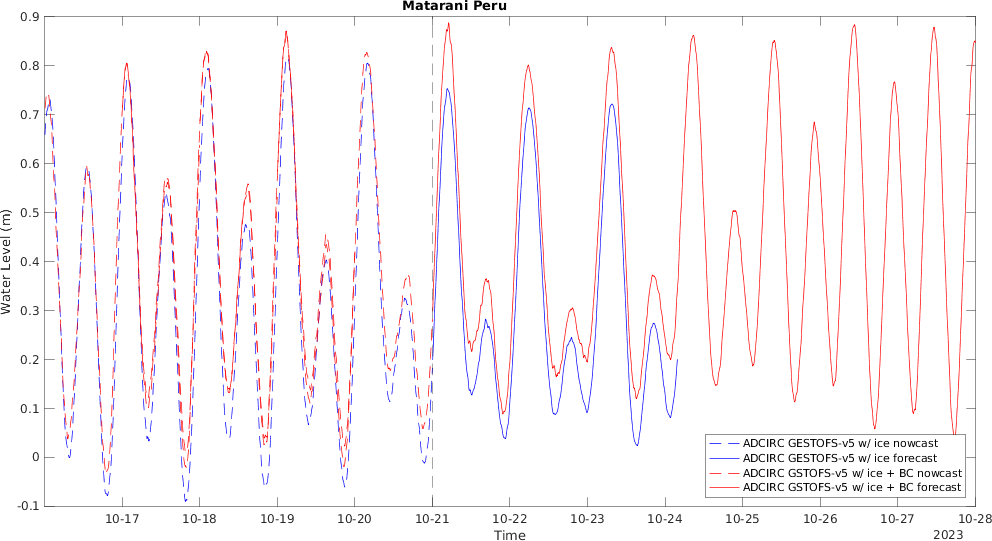 Matarani Peru
0.9
0.8
0.7
0.6
0.5
0.4
0.3
0.2
0.1
0
-0.1
Water Level (m)
10-17 10-18 10-19 10-20 10-21 10-22 10-23 10-24 10-25 10-26 10-27 10-28
Time
2023
ADCIRC GESTOFS-v5 w/ ice nowcast
ADCIRC GESTOFS-v5 w/ ice forecast
ADCIRC GSTOFS-v5 w/ ice + BC nowcast
ADCIRC GSTOFS-v5 w/ ice + BC forecast